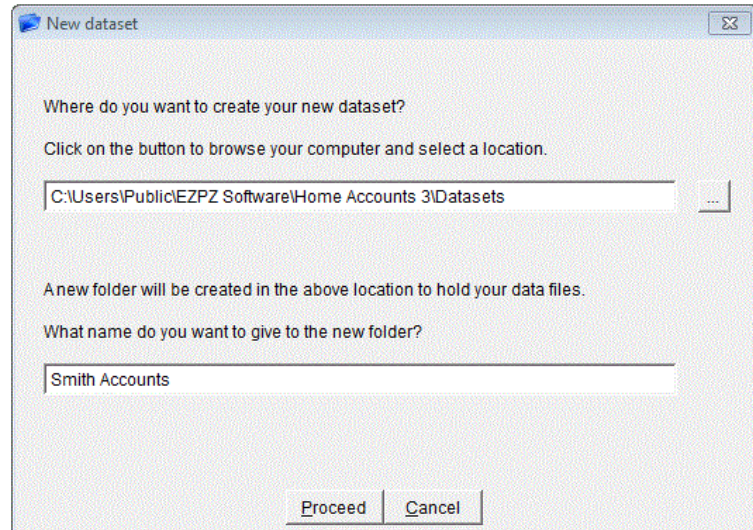 New dataset
Where do you want to create your new dataset?
Click on the button to browse your computer and select a location.
C:\Users\Public\EZPZ Software\Home Accounts 3\Datasets
...
A new folder will be created in the above location to hold your data files.
What name do you want to give to the new folder?
Smith Accounts
Proceed Cancel